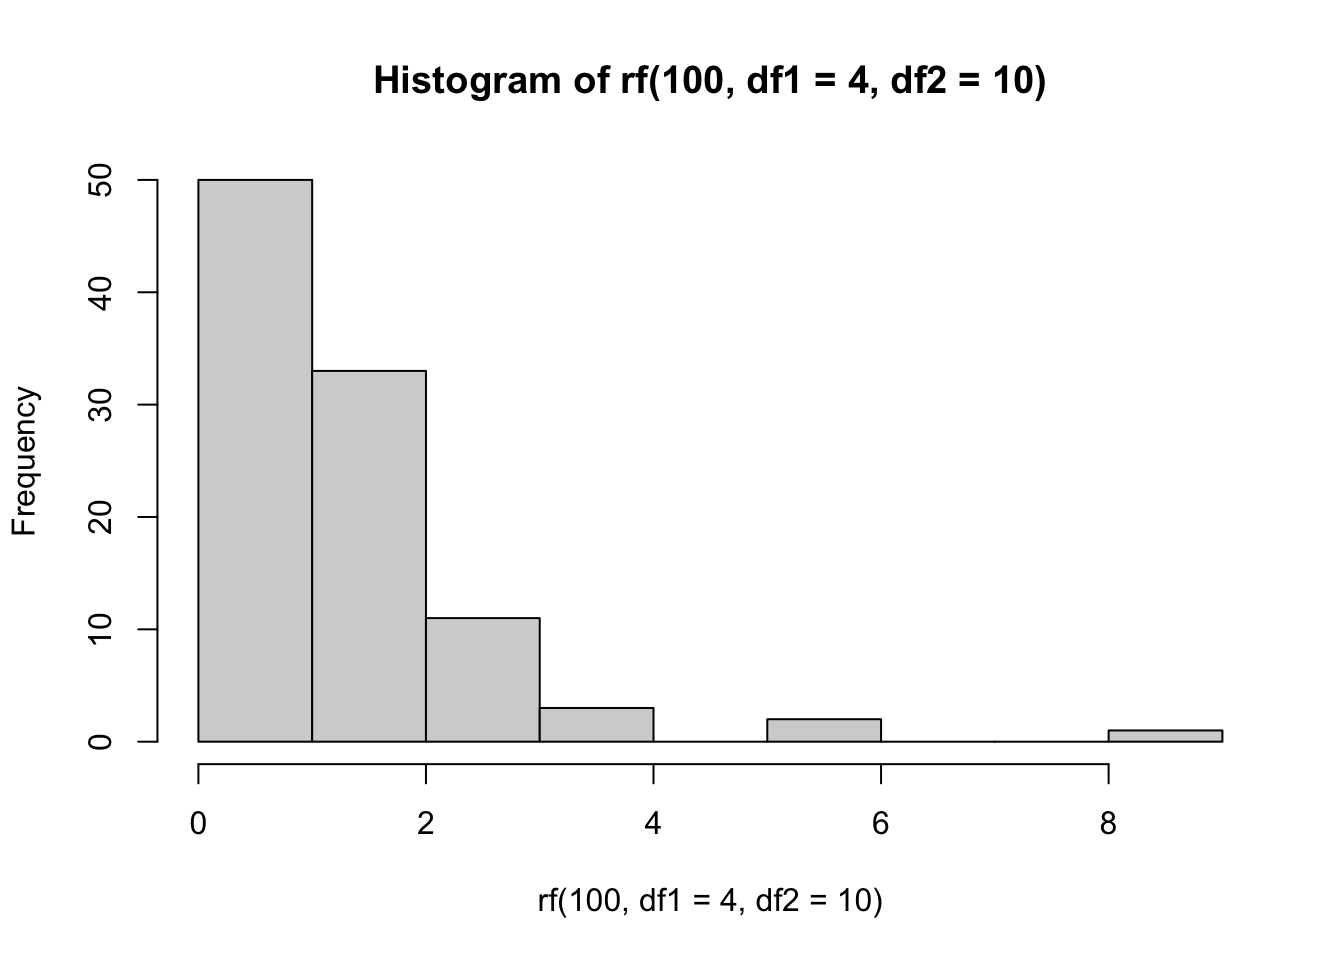 Histogram of rf(100, df1 = 4, df2 = 10)
Frequency
50
40
30
20
10
0
0 2 4 6 8
rf(100, df1 = 4, df2 = 10)